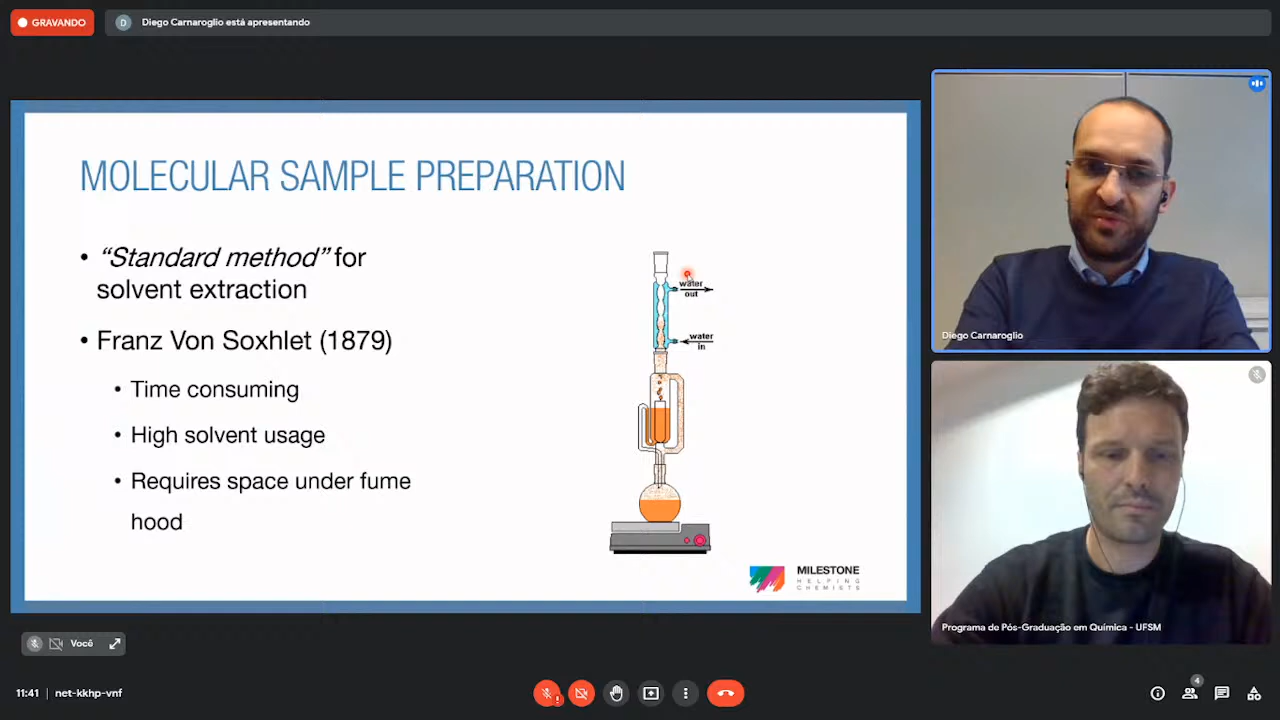 GRAVANDO
D
Diego Carnaroglio está apresentando
MOLECULAR SAMPLE PREPARATION
• “Standard method” for
solvent extraction
• Franz Von Soxhlet (1879)
• Time consuming
• High solvent usage
• Requires space under fume
hood
water
out
water
in
MILESTONE
HELPING
CHEMISTS
Diego Carnaroglio
Programa de Pós-Graduação em Química - UFSM
Você
11:41 | net-kkhp-vnf
4